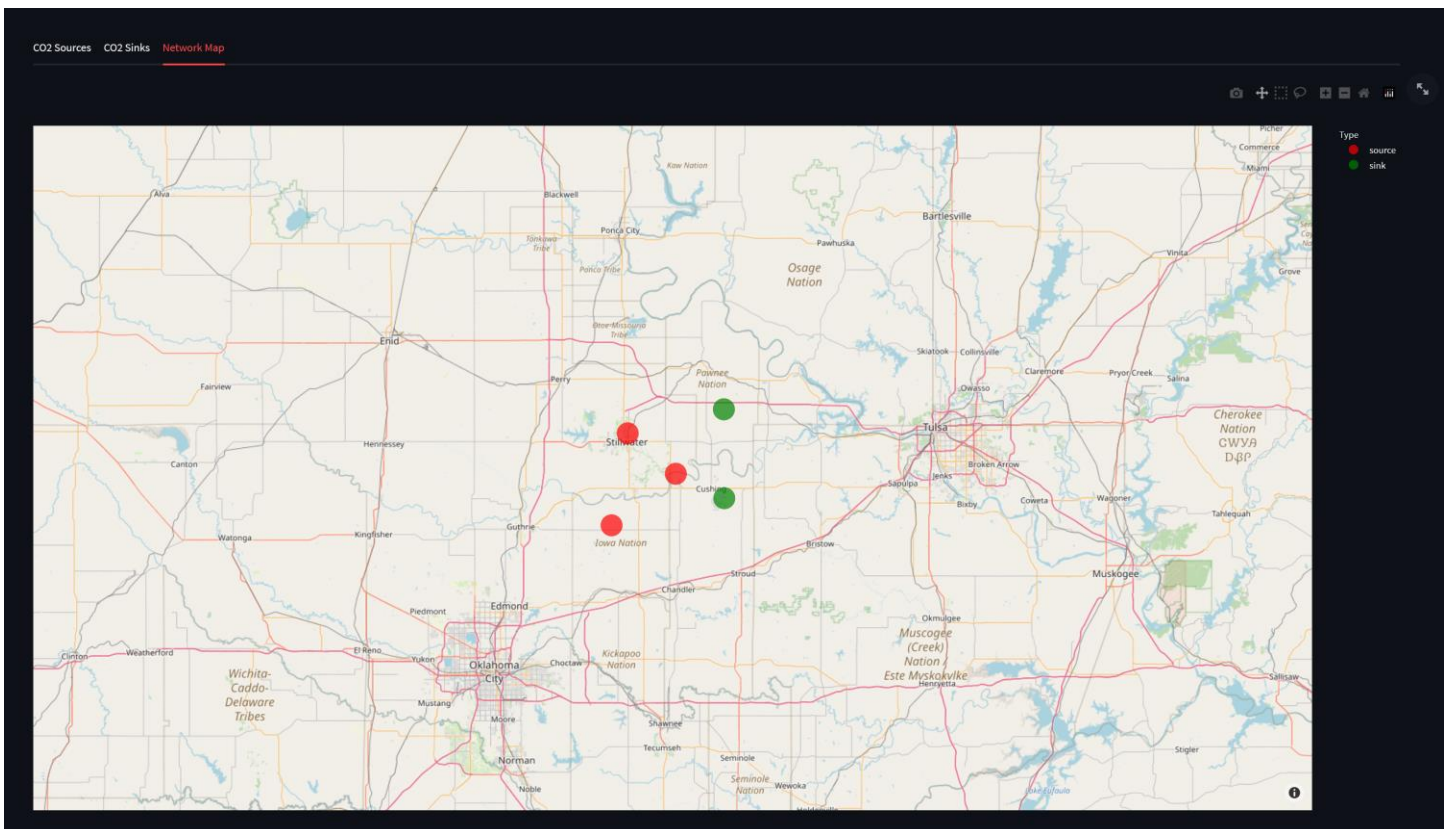 CO2 Sources CO2 Sinks Network Map
Type
source
sink
Picher
Commerce
Miami
Kaw Nation
Alva
Blackwell
Bartlesville
Ponca City
Tonkawa
Tribe
Pawhuska
Vinita
Ponca Tribe
Osage
Nation
Grove
Otoe-Missouria
Tribe
Enid
Skiatook
Collinsville
Claremore
Pryor Creek
Salina
Perry
Pawnee
Nation
Fairview
Owasso
Cherokee
Nation
ᏣᎳᎩ
ᎠᏰᎵ
Tulsa
Hennessey
Stillwater
Canton
Broken Arrow
Jenks
Sapulpa
Cushing
Bixby
Coweta
Wagoner
Tahlequah
Guthrie
Watonga
Kingfisher
Iowa Nation
Bristow
Stroud
Muskogee
Chandler
Piedmont
Edmond
Okmulgee
Muscogee
(Creek)
Nation /
Este Mvskokvlke
Henryetta
Clinton
Weatherford
El Reno
Yukon
Oklahoma
City
Choctaw
Kickapoo
Nation
Sallisaw
Wichita-
Caddo-
Delaware
Tribes
Mustang
Moore
Shawnee
Tecumseh
Norman
Seminole
Stigler
Noble
Seminole
Nation
Wewoka
Lake Eufaula
Holdenville